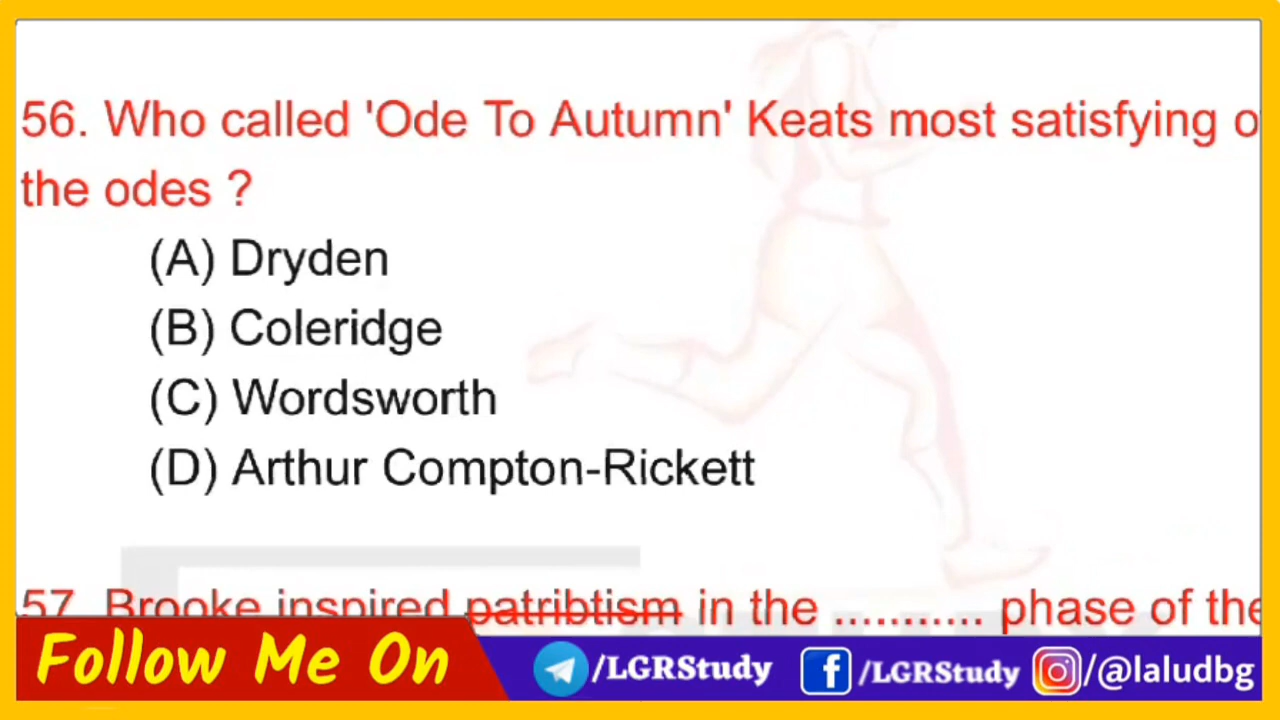 56. Who called 'Ode To Autumn' Keats most satisfying o
the odes ?
(A) Dryden
(B) Coleridge
(C) Wordsworth
(D) Arthur Compton-Rickett
57. Brooke inspired patribtism in the ............ phase of the
Follow Me On /LGRStudy /LGRStudy /@laludbg